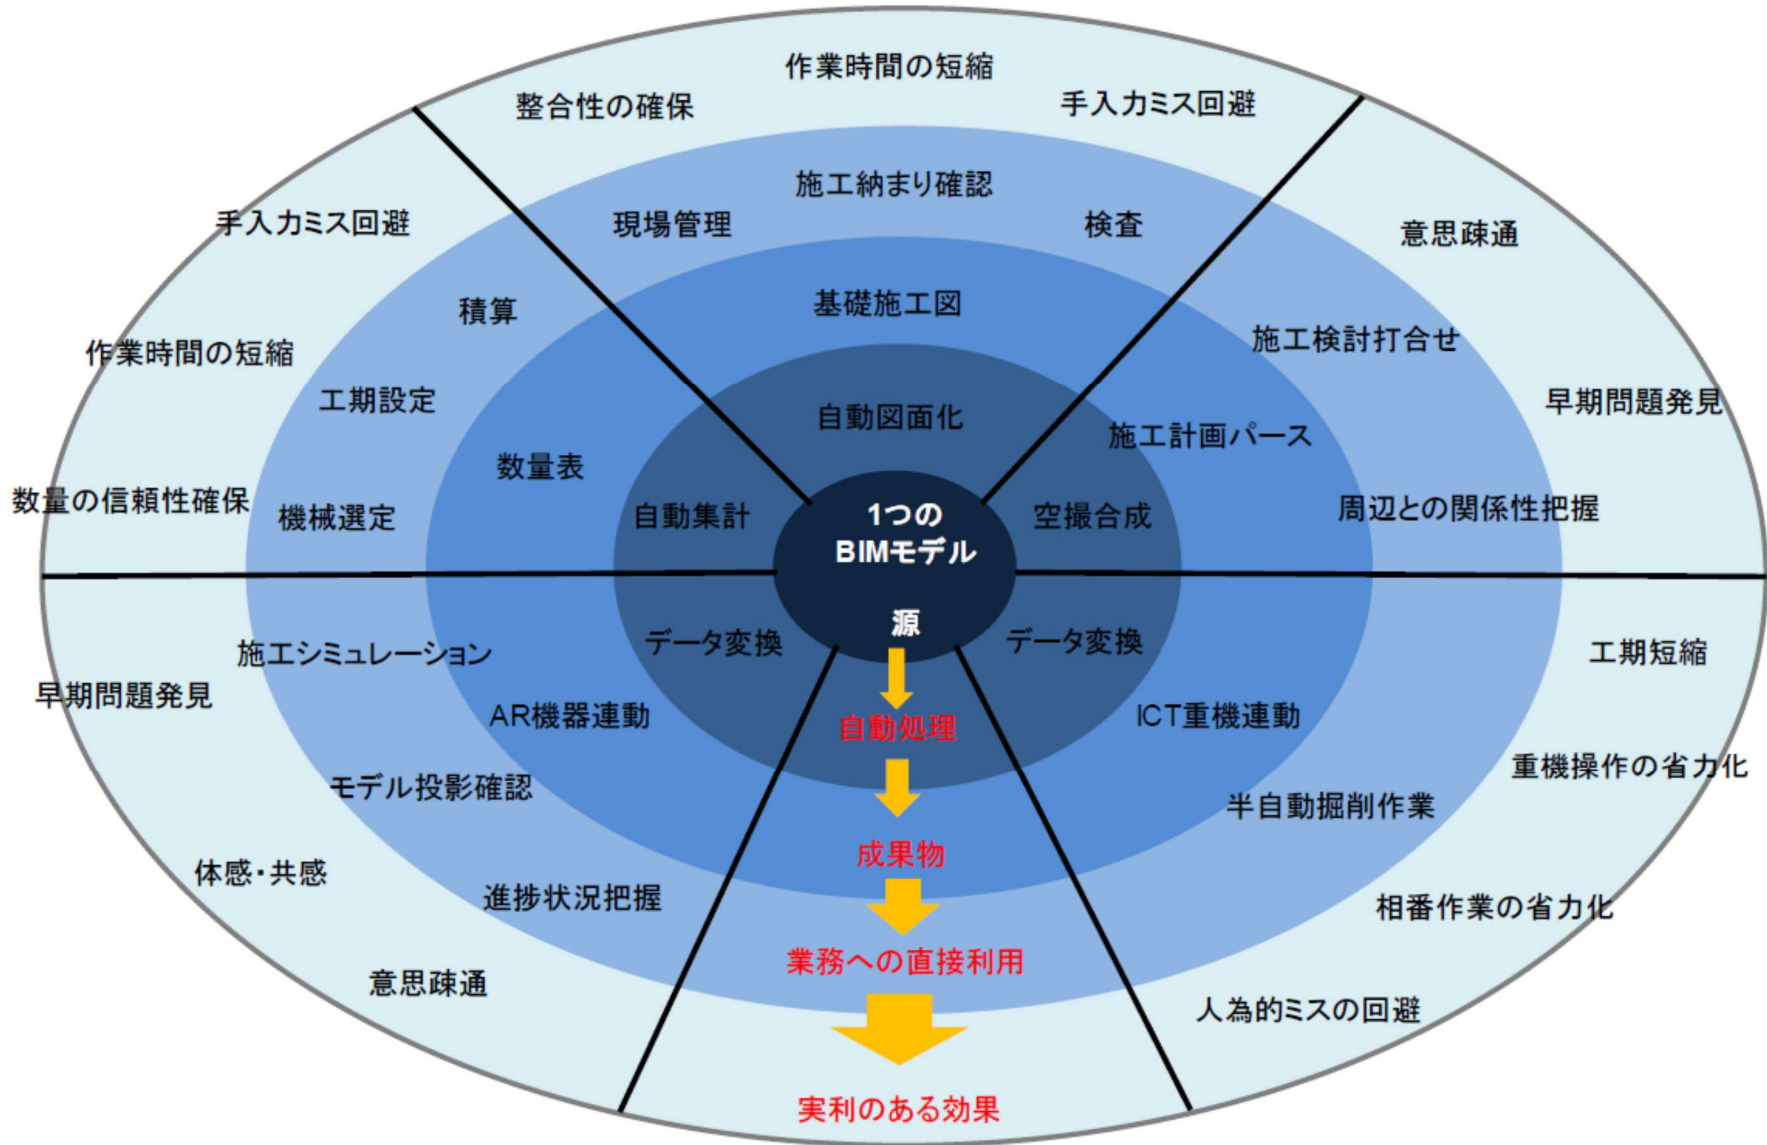 作業時間の短縮
整合性の確保
手入力ミス回避
施工納まり確認
現場管理
検査
基礎施工図
自動図面化
手入力ミス回避
作業時間の短縮
数量の信頼性確保
積算
工期設定
機械選定
数量表
自動集計
意思疎通
早期問題発見
施工検討打合せ
周辺との関係性把握
施工計画パース
空撮合成
1つの
BIMモデル
源
データ変換
AR機器連動
施工シミュレーション
モデル投影確認
進捗状況把握
早期問題発見
体感・共感
意思疎通
自動処理
成果物
業務への直接利用
実利のある効果
データ変換
ICT重機連動
半自動掘削作業
工期短縮
重機操作の省力化
相番作業の省力化
人為的ミスの回避